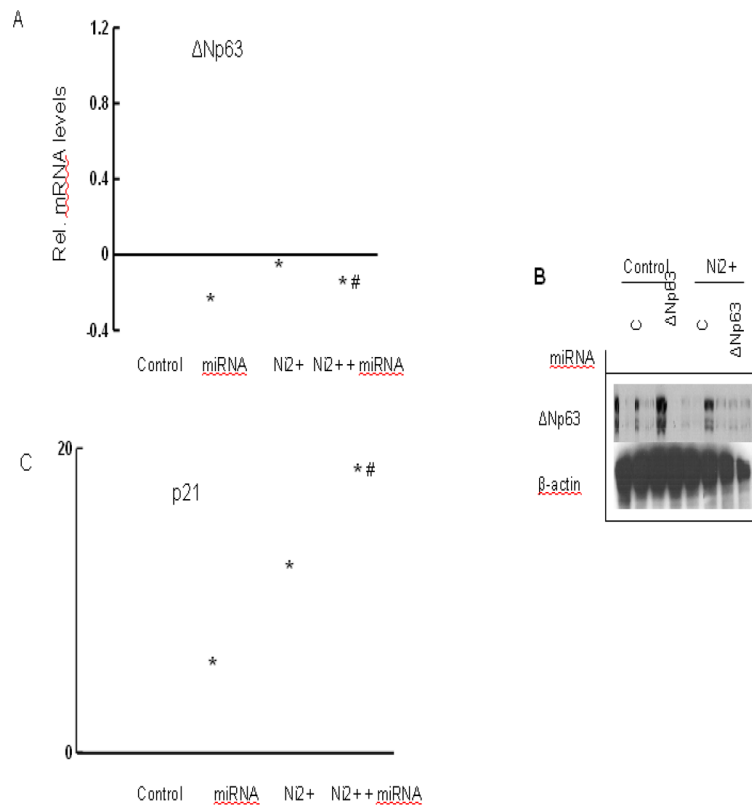 A
ΔNp63
Rel. mRNA levels
1.2
0.8
0.4
0
-0.4
*
*
* #
Control miRNA Ni2+ Ni2+ + miRNA
B
Control Ni2+
C ΔNp63 C ΔNp63
miRNA
ΔNp63
β-actin
C
p21
20
0
*
*
* #
Control miRNA Ni2+ Ni2+ + miRNA